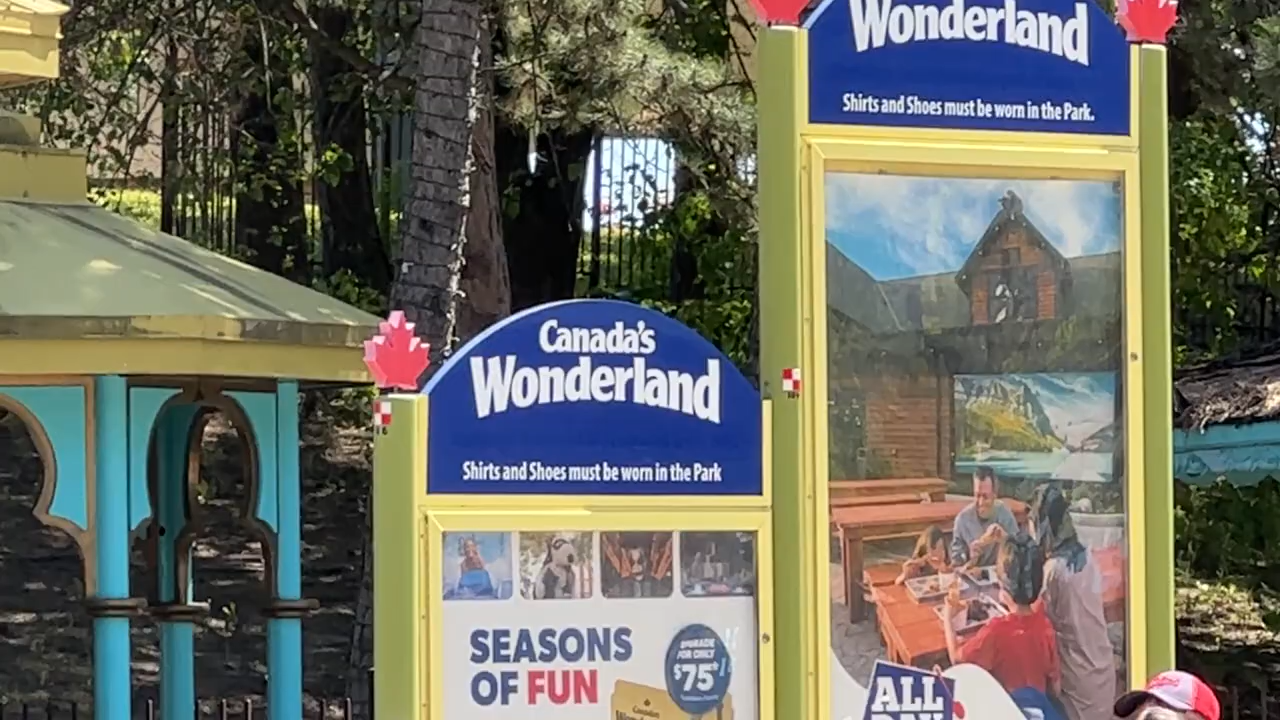 Canada's
Wonderland
Shirts and Shoes must be worn in the Park
SEASONS
OF FUN
UPGRADE
FOR ONLY
$75*
Wonderland
Shirts and Shoes must be worn in the Park.
ALL
DAY